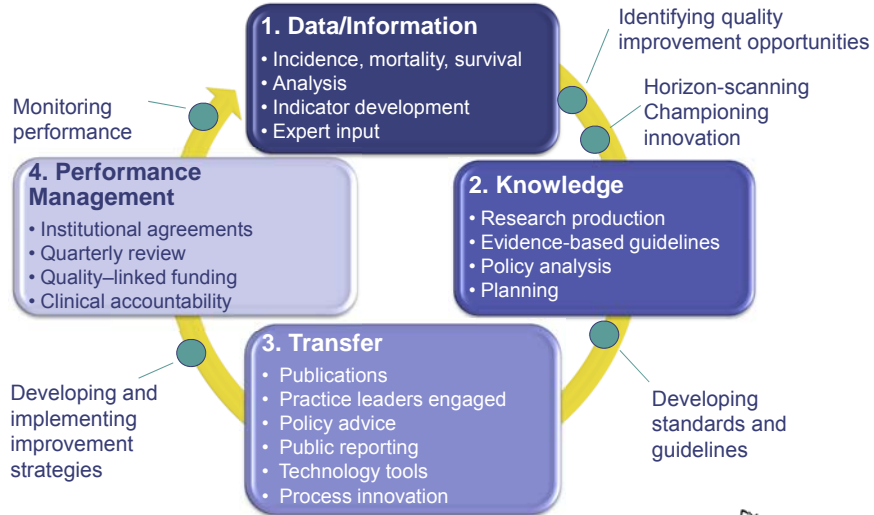 1. Data/Information
• Incidence, mortality, survival
• Analysis
• Indicator development
• Expert input
Identifying quality
improvement opportunities
Horizon-scanning
Championing
innovation
2. Knowledge
• Research production
• Evidence-based guidelines
• Policy analysis
• Planning
Developing
standards and
guidelines
3. Transfer
• Publications
• Practice leaders engaged
• Policy advice
• Public reporting
• Technology tools
• Process innovation
Developing and
implementing
improvement
strategies
4. Performance
Management
• Institutional agreements
• Quarterly review
• Quality–linked funding
• Clinical accountability
Monitoring
performance